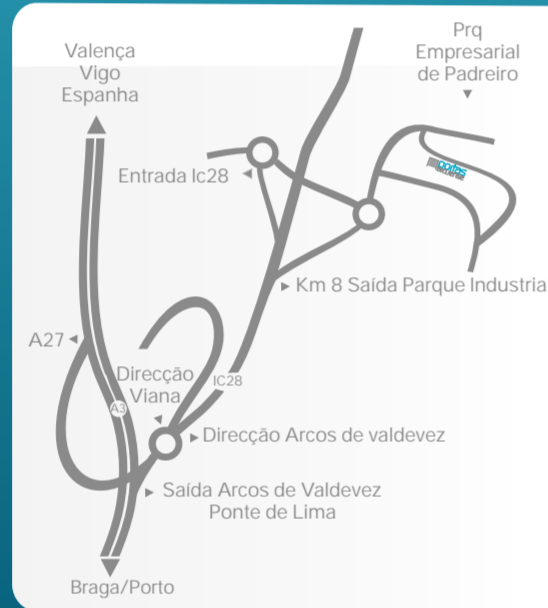 Valença
Vigo
Espanha
Prq
Empresarial
de Padreiro
portas
Entrada Ic28
Km 8 Saída Parque Industria
A27
Direcção
Viana
IC28
A3
Direcção Arcos de valdevez
Saída Arcos de Valdevez
Ponte de Lima
Braga/Porto